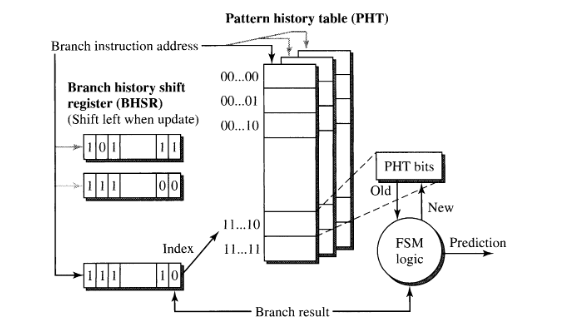 Pattern history table (PHT)
Branch instruction address
Branch history shift
register (BHSR)
(Shift left when update)
00...00
00...01
00...10
11...10
11...11
1 0 1 1 1
1 1 1 0 0
1 1 1 1 0
Index
PHT bits
Old
New
FSM
logic
Prediction
Branch result